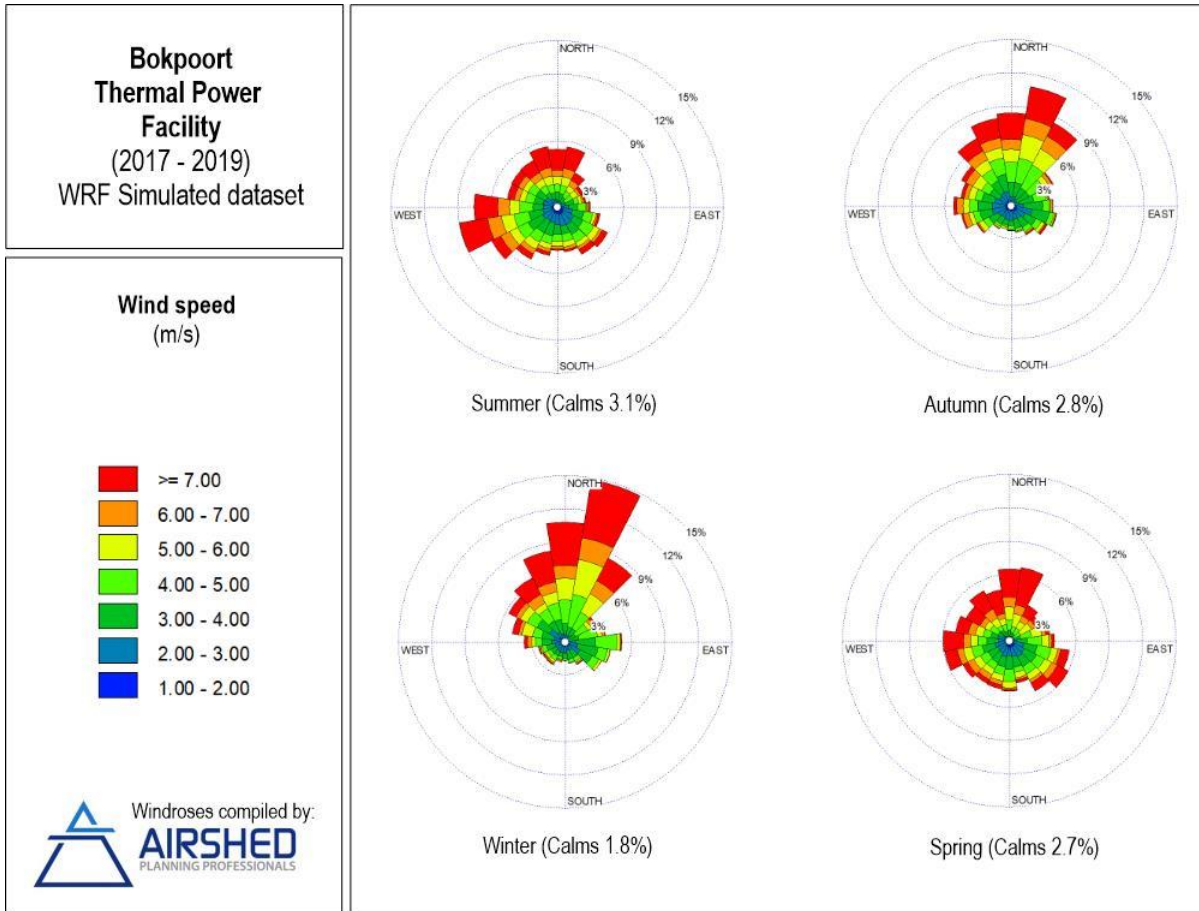 Bokpoort
Thermal Power
Facility
(2017 - 2019)
WRF Simulated dataset
Wind speed
(m/s)
>= 7.00
6.00 - 7.00
5.00 - 6.00
4.00 - 5.00
3.00 - 4.00
2.00 - 3.00
1.00 - 2.00
Windroses compiled by:
AIRSHED
PLANNING PROFESSIONALS
NORTH
15%
12%
9%
6%
3%
WEST
EAST
SOUTH
Summer (Calms 3.1%)
NORTH
15%
12%
9%
6%
3%
WEST
EAST
SOUTH
Autumn (Calms 2.8%)
NORTH
15%
12%
9%
6%
3%
WEST
EAST
SOUTH
Winter (Calms 1.8%)
NORTH
15%
12%
9%
6%
3%
WEST
EAST
SOUTH
Spring (Calms 2.7%)